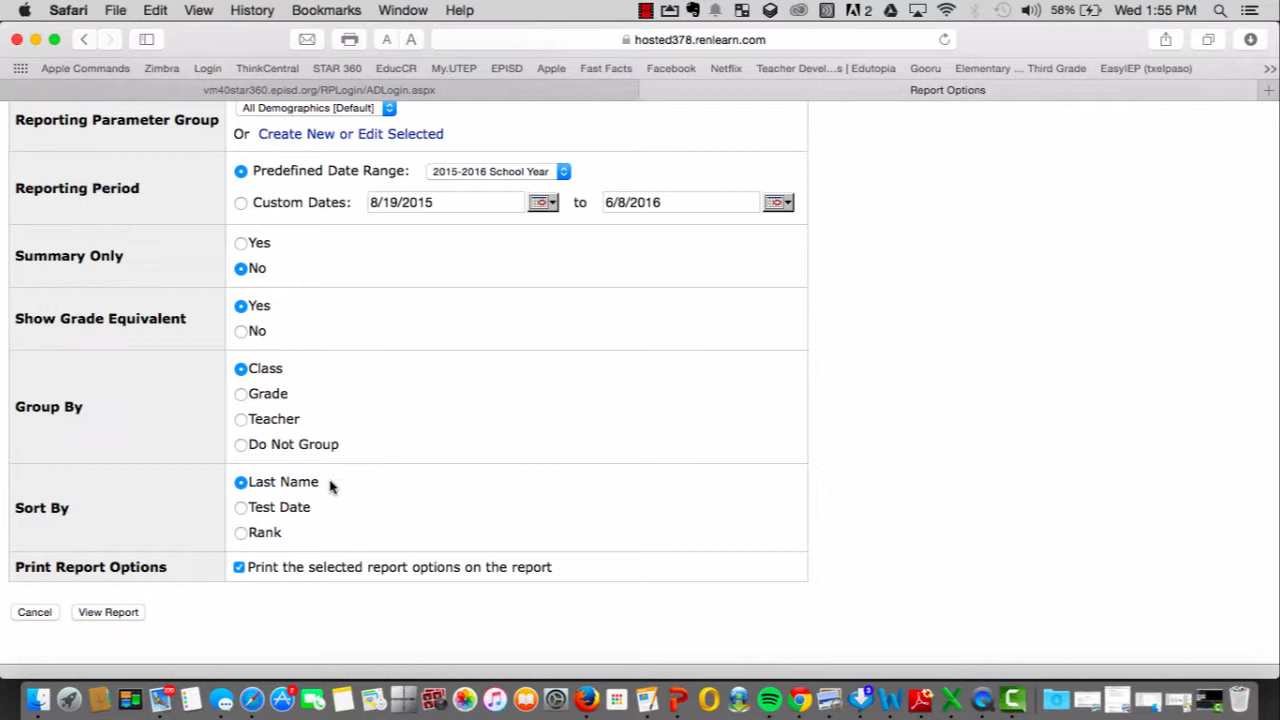 Safari File Edit View History Bookmarks Window Help 2 58% Wed 1:55 PM
A A hosted378.renlearn.com
Apple Commands Zimbra Login ThinkCentral STAR 360 EducCR My.UTEP EPISD Apple Fast Facts Facebook Netflix Teacher Devel...s | Edutopia Gooru Elementary ... Third Grade EasyIEP (txelpaso) >>
vm40star360.episd.org/RPLogin/ADLogin.aspx Report Options +
Reporting Parameter Group All Demographics [Default]
Or Create New or Edit Selected
Reporting Period Predefined Date Range: 2015-2016 School Year
Custom Dates: 8/19/2015 to 6/8/2016
Summary Only Yes
No
Show Grade Equivalent Yes
No
Group By Class
Grade
Teacher
Do Not Group
Sort By Last Name
Test Date
Rank
Print Report Options Print the selected report options on the report
Cancel View Report